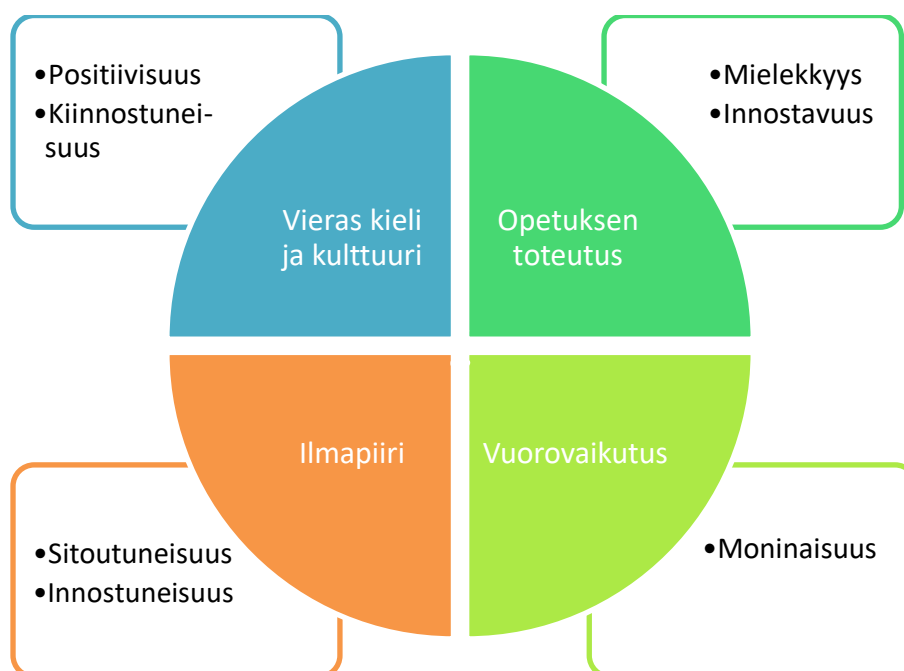 •Positiivisuus
•Kiinnostunei-
suus
•Mielekkyys
•Innostavuus
Vieras kieli
ja kulttuuri
Opetuksen
toteutus
Ilmapiiri
Vuorovaikutus
•Sitoutuneisuus
•Innostuneisuus
•Moninaisuus